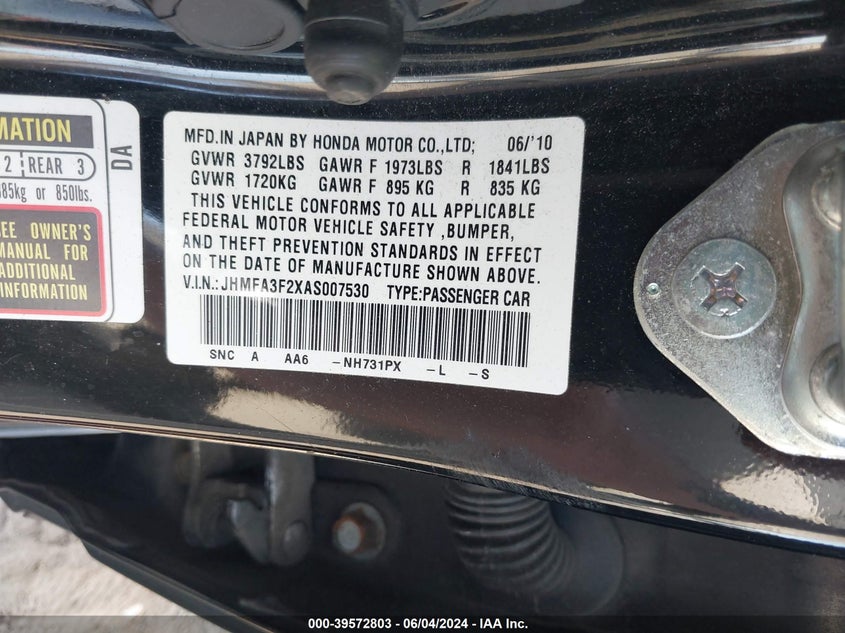 MATION
2 REAR 3
85kg or 850lbs.
SEE OWNER'S
MANUAL FOR
ADDITIONAL
INFORMATION
DA
MFD.IN JAPAN BY HONDA MOTOR CO.,LTD; 06/'10
GVWR 3792LBS GAWR F 1973LBS R 1841LBS
GVWR 1720KG GAWR F 895 KG R 835 KG
THIS VEHICLE CONFORMS TO ALL APPLICABLE
FEDERAL MOTOR VEHICLE SAFETY ,BUMPER,
AND THEFT PREVENTION STANDARDS IN EFFECT
ON THE DATE OF MANUFACTURE SHOWN ABOVE.
V.I.N.:JHMFA3F2XAS007530 TYPE:PASSENGER CAR
SNC A AA6 -NH731PX -L -S
000-39572803 - 06/04/2024 - IAA Inc.